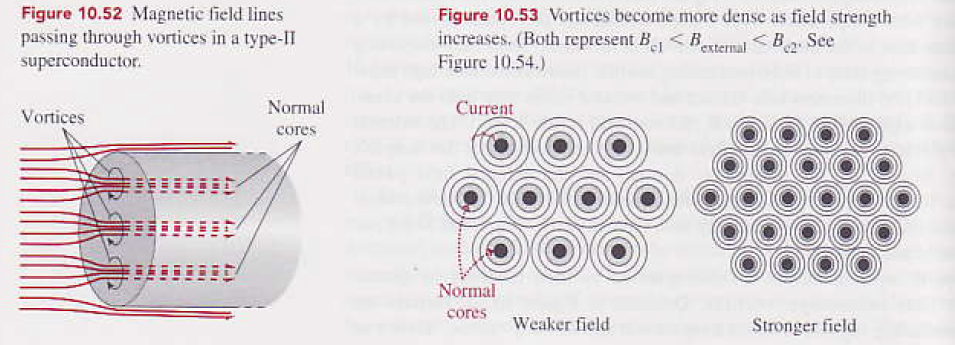 Figure 10.52 Magnetic field lines
passing through vortices in a type-II
superconductor.
Vortices
Normal
cores
Figure 10.53 Vortices become more dense as field strength
increases. (Both represent Bc1 < Bexternal < Bc2. See
Figure 10.54.)
Current
Normal
cores
Weaker field
Stronger field